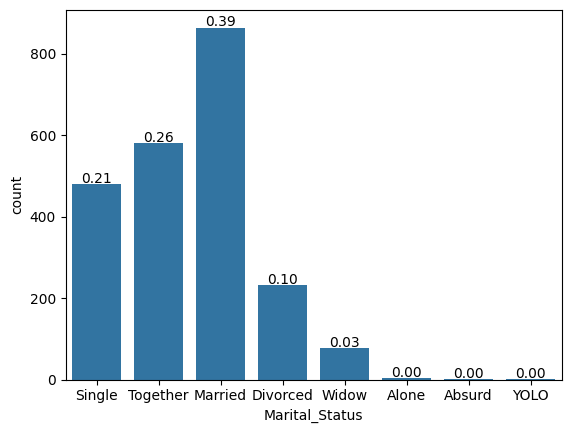 0.39
800
600
0.26
0.21
count
400
0.10
200
0.03
0.00 0.00 0.00
0
Single Together Married Divorced Widow Alone Absurd YOLO
Marital_Status